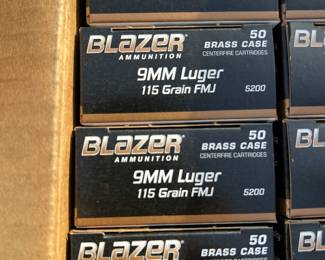 BLAZER 50
AMMUNITION BRASS CASE
CENTERFIRE CARTRIDGES
9MM Luger
115 Grain FMJ 5200
BLAZER 50
AMMUNITION BRASS CASE
CENTERFIRE CARTRIDGES
9MM Luger
115 Grain FMJ 5200
BLAZER 50
BRASS CASE